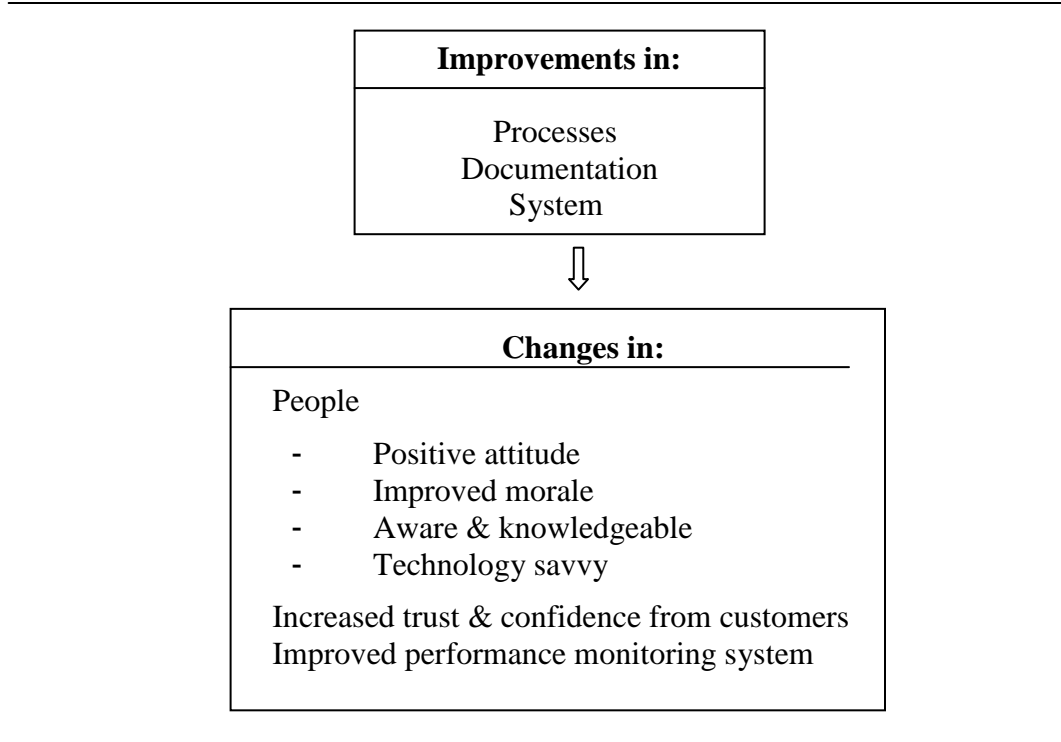 Improvements in:
Processes
Documentation
System
Changes in:
People
- Positive attitude
- Improved morale
- Aware & knowledgeable
- Technology savvy
Increased trust & confidence from customers
Improved performance monitoring system